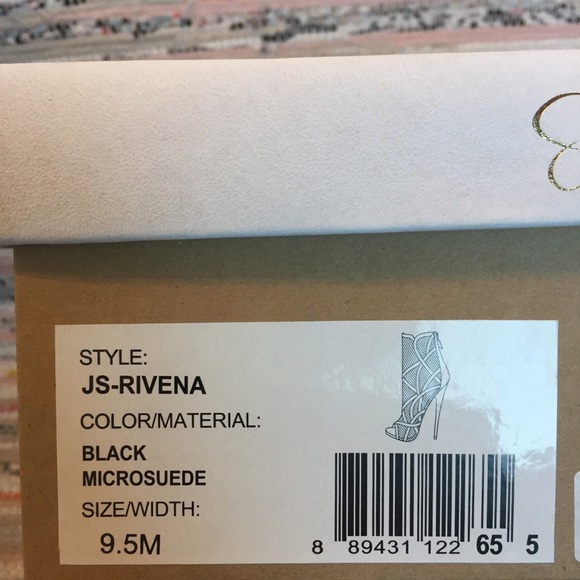 STYLE:
JS-RIVENA
COLOR/MATERIAL:
BLACK
MICROSUEDE
SIZE/WIDTH:
9.5M
8 89431 122 65 5